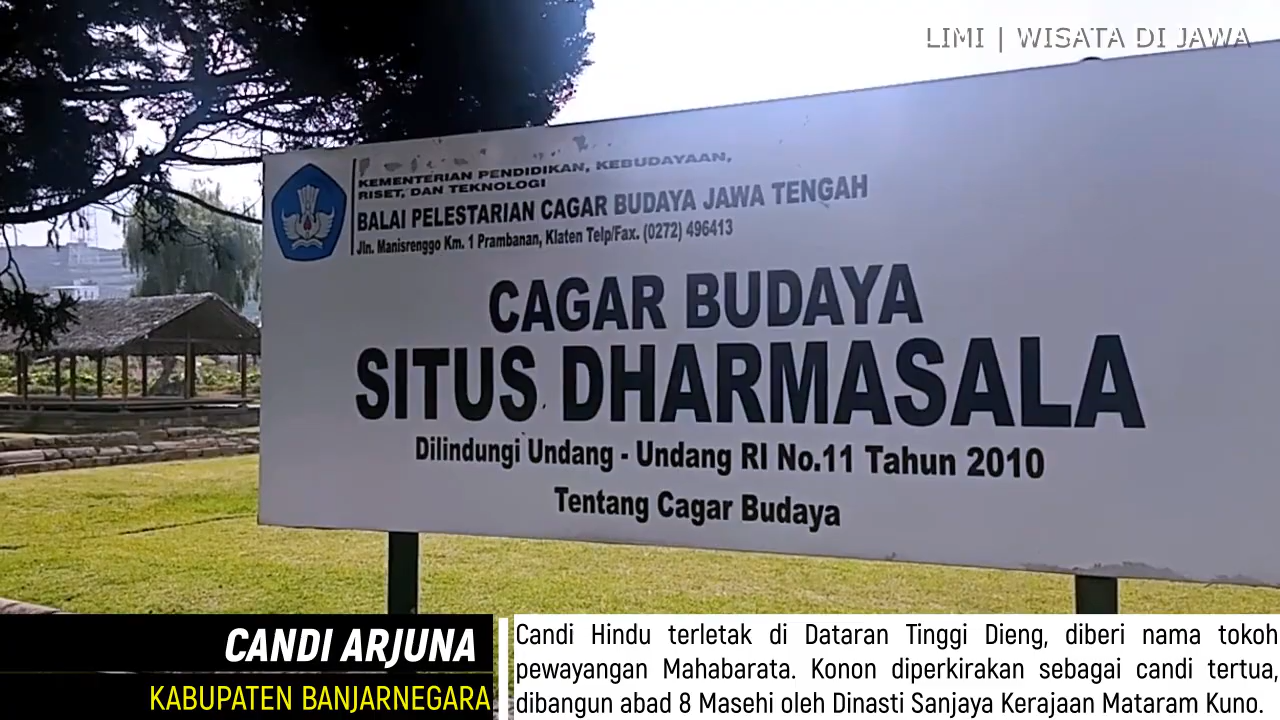 LIMI | WISATA DI JAWA
KEMENTERIAN PENDIDIKAN, KEBUDAYAAN,
RISET, DAN TEKNOLOGI
BALAI PELESTARIAN CAGAR BUDAYA JAWA TENGAH
Jln. Manisrenggo Km. 1 Prambanan, Klaten Telp/Fax. (0272) 496413
CAGAR BUDAYA
SITUS DHARMASALA
Dilindungi Undang - Undang RI No.11 Tahun 2010
Tentang Cagar Budaya
CANDI ARJUNA
KABUPATEN BANJARNEGARA
Candi Hindu terletak di Dataran Tinggi Dieng, diberi nama tokoh
pewayangan Mahabarata. Konon diperkirakan sebagai candi tertua,
dibangun abad 8 Masehi oleh Dinasti Sanjaya Kerajaan Mataram Kuno.